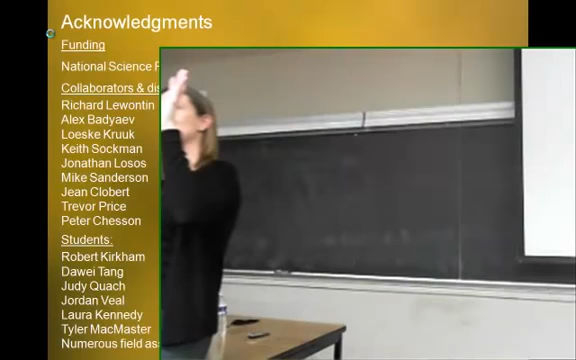 Acknowledgments
Funding
National Science
Collaborators &
Richard Lewontin
Alex Badyaev
Loeske Kruuk
Keith Sockman
Jonathan Losos
Mike Sanderson
Jean Clobert
Trevor Price
Peter Chesson
Students:
Robert Kirkham
Dawei Tang
Judy Quach
Jordan Veal
Laura Kennedy
Tyler MacMaster
Numerous field